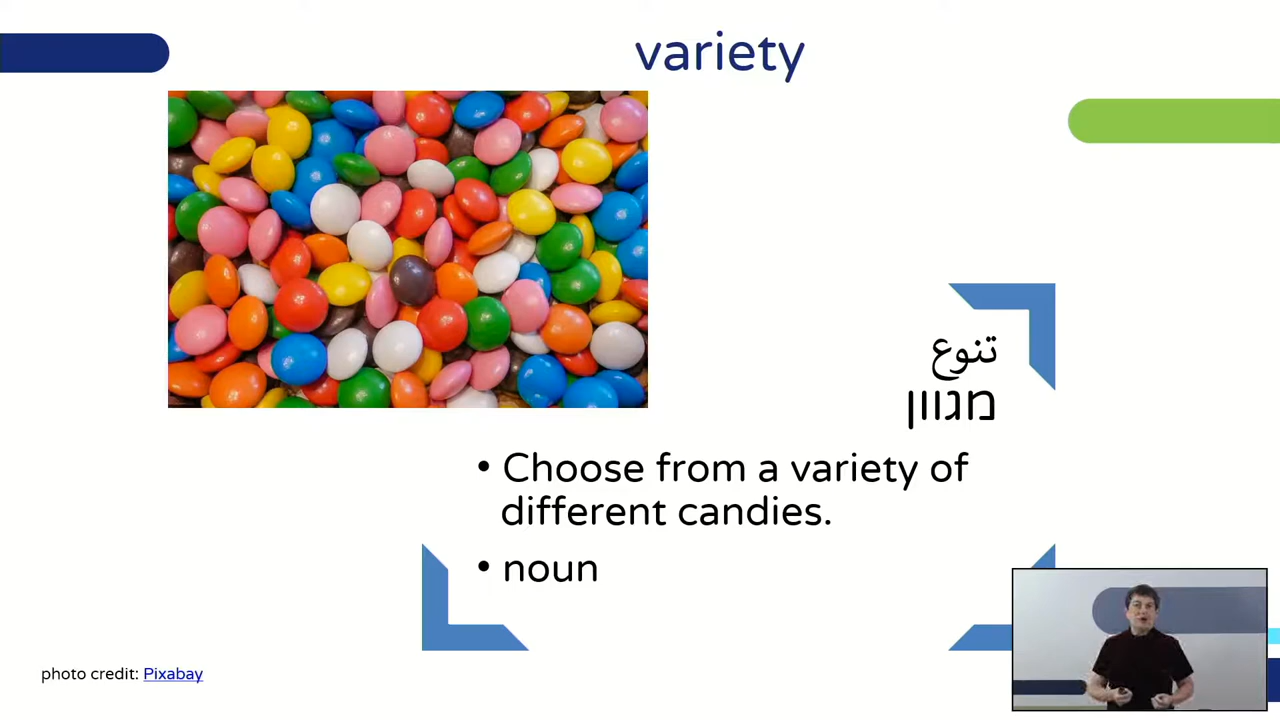 variety
تنوع
מגוון
• Choose from a variety of
different candies.
• noun
photo credit: Pixabay